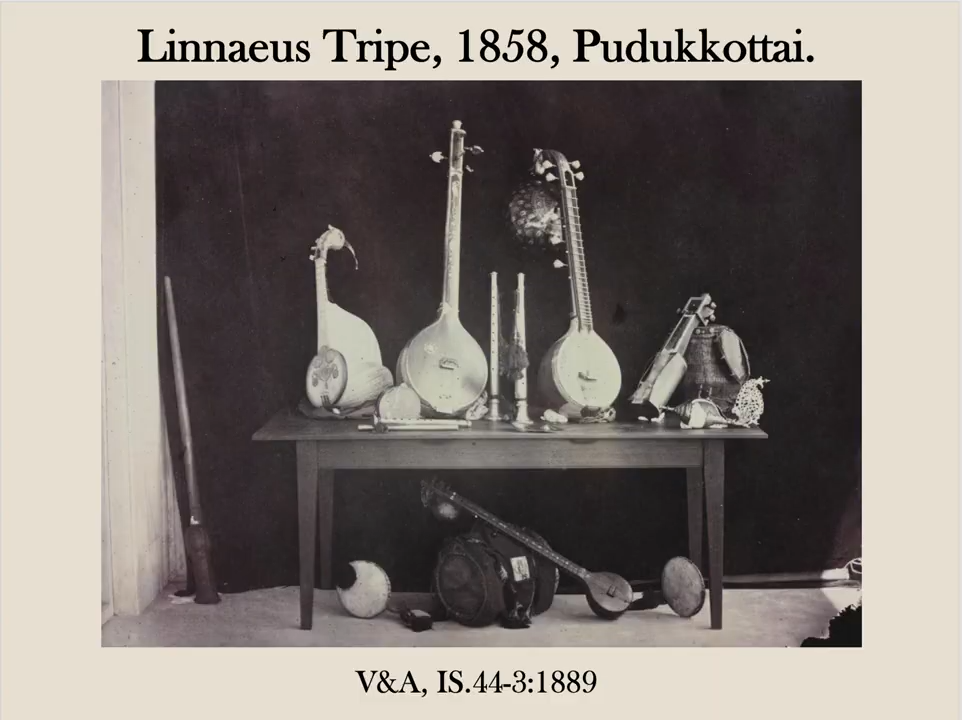 Linnaeus Tripe, 1858, Pudukkottai.
V&A, IS.44-3:1889